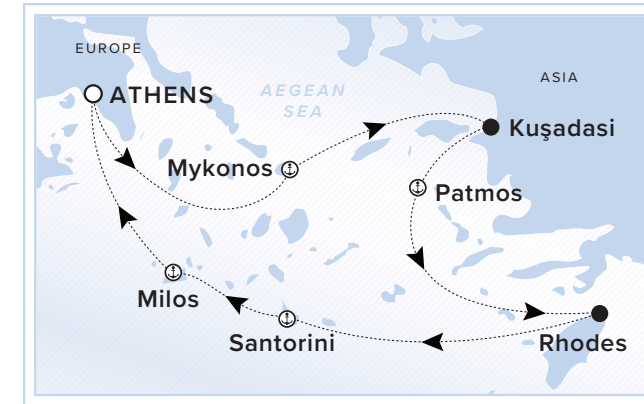 EUROPE
ATHENS
AEGEAN
SEA
ASIA
Kuşadasi
Mykonos
Patmos
Milos
Santorini
Rhodes